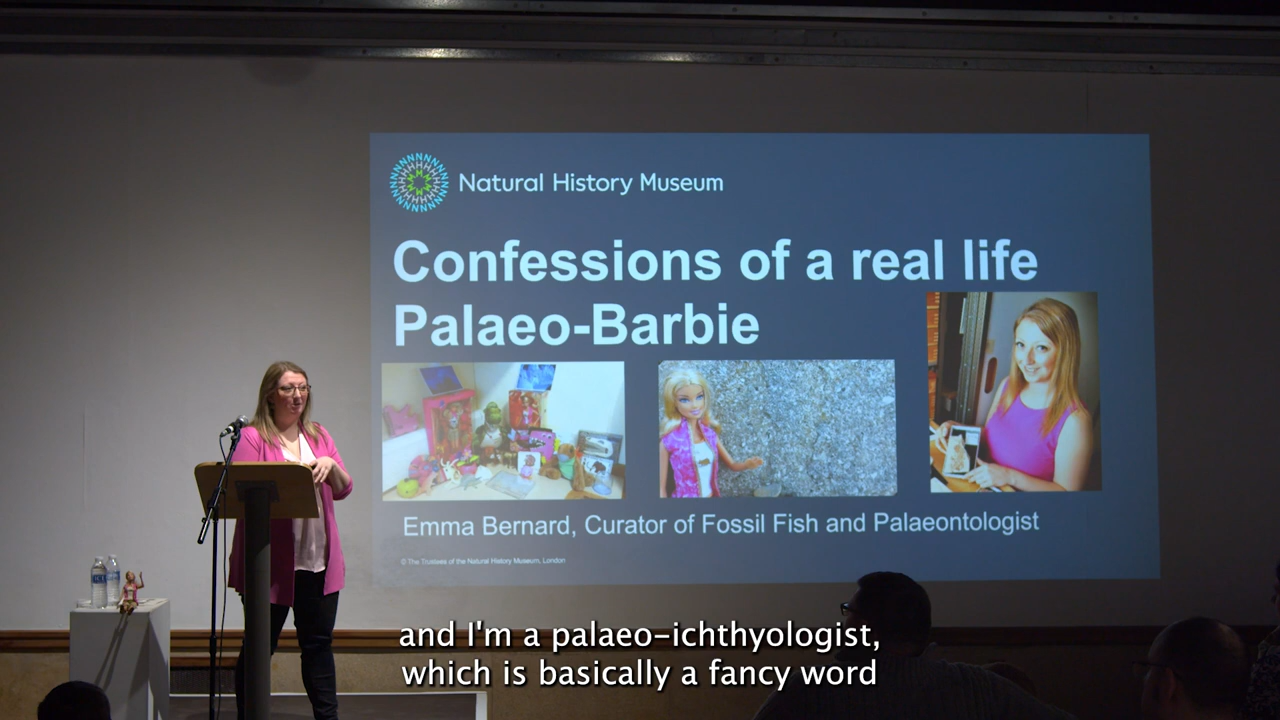 Natural History Museum
Confessions of a real life
Palaeo-Barbie
Emma Bernard, Curator of Fossil Fish and Palaeontologist
© The Trustees of the Natural History Museum, London
and I'm a palaeo-ichthyologist,
which is basically a fancy word